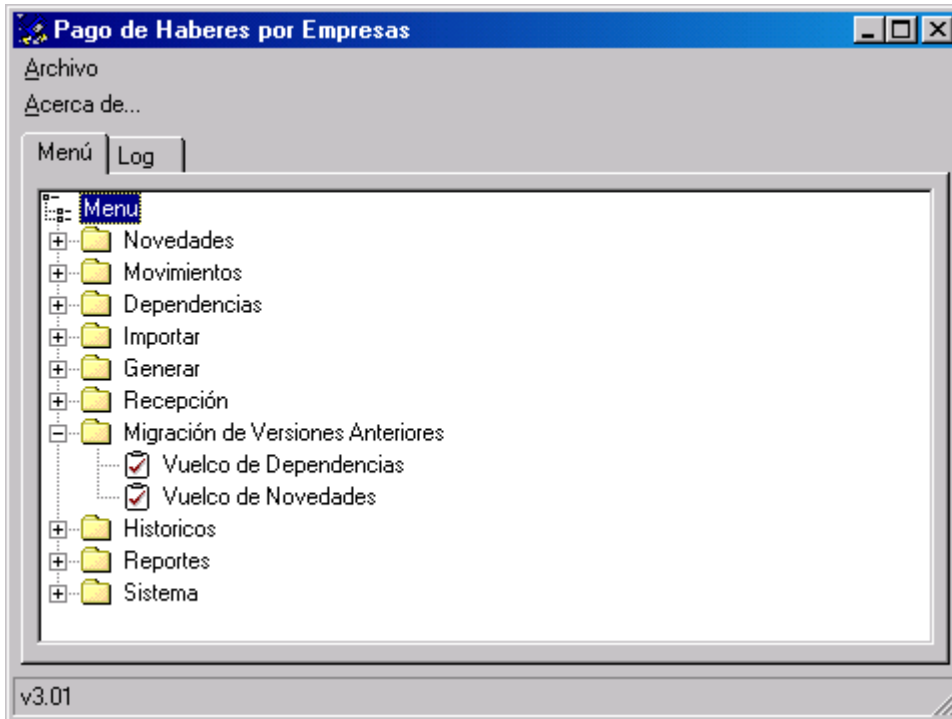 Pago de Haberes por Empresas
Archivo
Acerca de...
Menú Log
Menu
Novedades
Movimientos
Dependencias
Importar
Generar
Recepción
Migración de Versiones Anteriores
Vuelco de Dependencias
Vuelco de Novedades
Historicos
Reportes
Sistema
v3.01